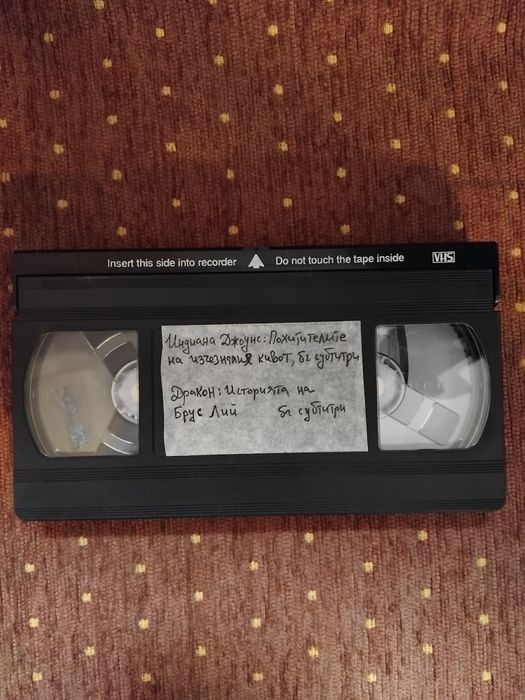 Insert this side into recorder Do not touch the tape inside VHS
Индиана Джоунс: Похитителите
на изчезналия кивот, бг субтитри
Дракон: Историята на
Брус Лий бг субтитри